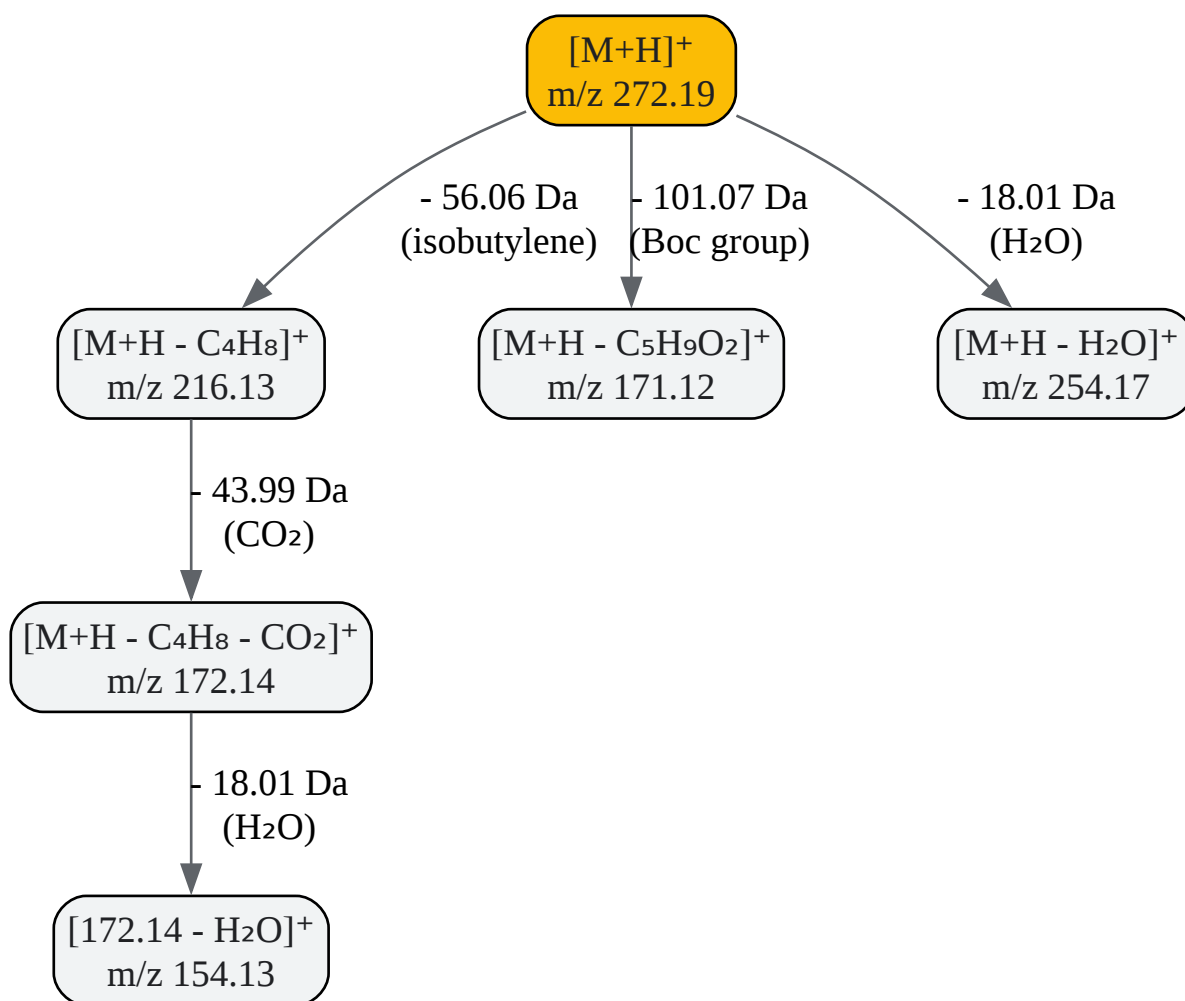 [M+H]⁺
m/z 272.19
- 56.06 Da
(isobutylene)
- 101.07 Da
(Boc group)
- 18.01 Da
(H₂O)
[M+H - C₄H₈]⁺
m/z 216.13
[M+H - C₅H₉O₂]⁺
m/z 171.12
[M+H - H₂O]⁺
m/z 254.17
- 43.99 Da
(CO₂)
[M+H - C₄H₈ - CO₂]⁺
m/z 172.14
- 18.01 Da
(H₂O)
[172.14 - H₂O]⁺
m/z 154.13